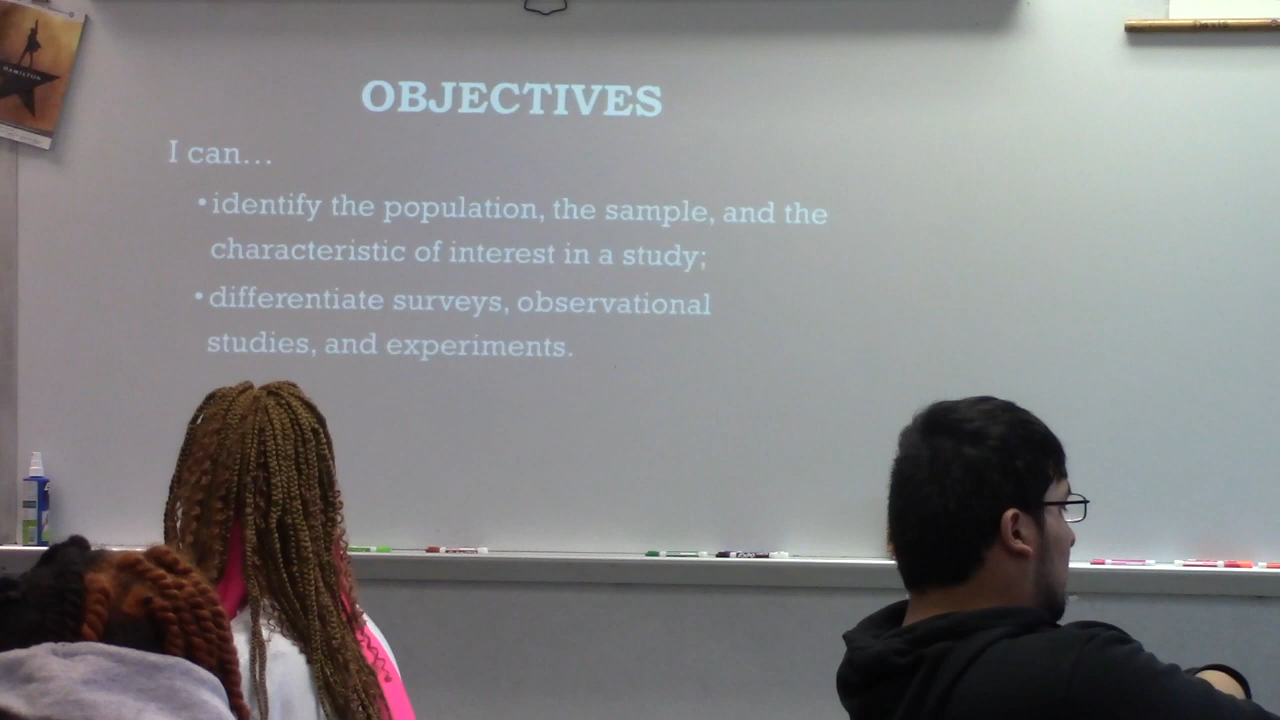 HAMILTON
OBJECTIVES
I can...
• identify the population, the sample, and the
characteristic of interest in a study;
• differentiate surveys, observational
studies, and experiments.